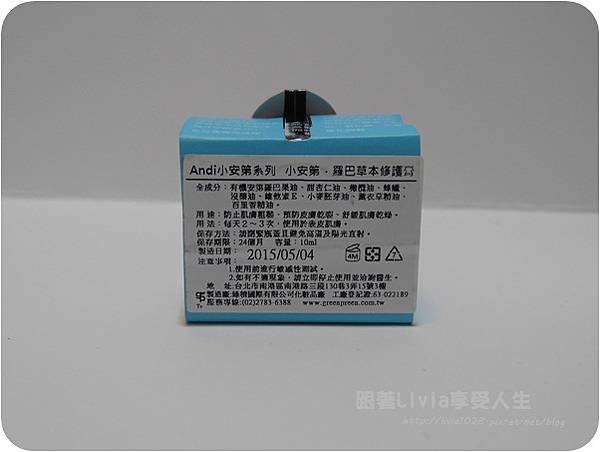 Andi小安第系列 小安第．羅巴草本修護膏
全成分：有機安第羅巴果油、甜杏仁油、橄欖油、蜂蠟、
沒藥油、維他素E、小麥胚芽油、薰衣草精油、
百里香精油
用 途：防止肌膚粗糙、預防皮膚乾裂、舒緩肌膚乾燥。
用 法：每天2～3次，使用於表皮肌膚。
保存方法：請關緊瓶蓋且避免高溫及陽光直射。
保存期限：24個月 容量：10ml
製造日期： 2015/05/04
4M
注意事項：
1.使用前進行敏感性測試。
2.如有不適現象，請立即停止使用並洽詢醫生。
地 址:台北市南港區南港路三段130巷3弄15號3樓
製造廠:綠檳國際有限公司化粧品廠 工廠登記證:63-022189
服務專線:(02)2783-6388 www.greenpreen.com.tw
跟著Livia享受人生